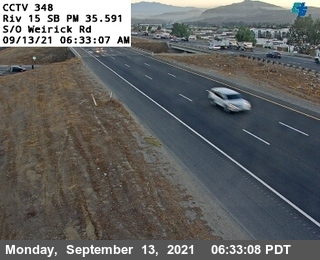 CCTV 348
Riv 15 SB PM 35.591
S/O Weirick Rd
09/13/21 06:33:07 AM
Monday, September 13, 2021 06:33:08 PDT